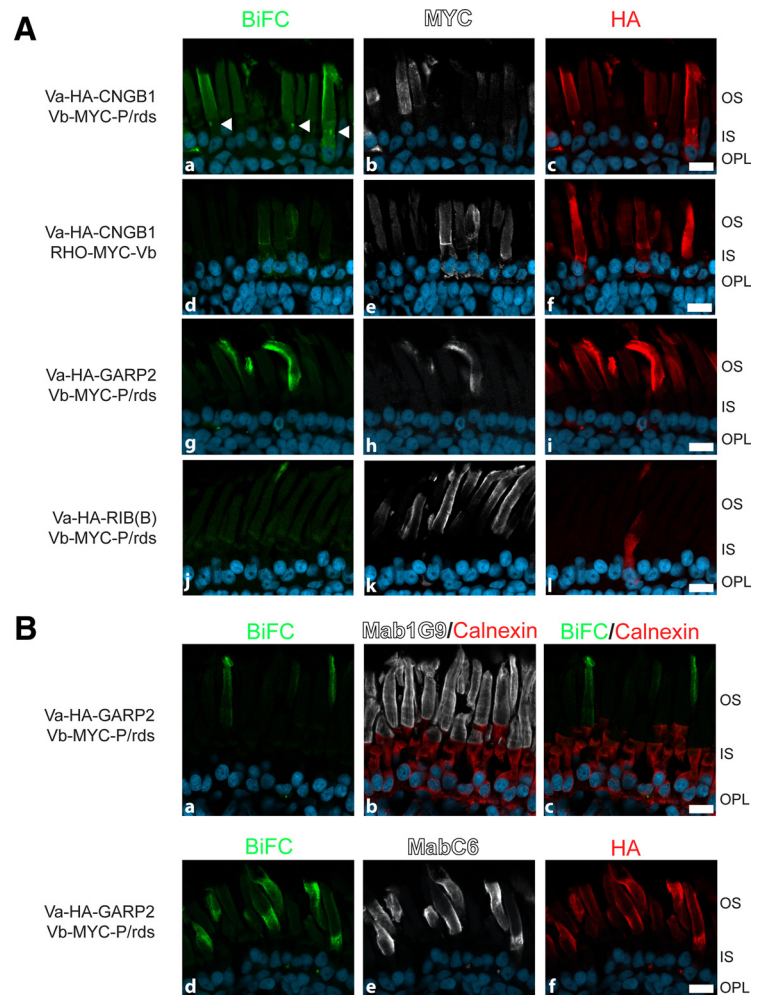 A
BiFC MYC HA
Va-HA-CNGB1
Vb-MYC-P/rds
a b c
OS
IS
OPL
Va-HA-CNGB1
RHO-MYC-Vb
d e f
OS
IS
OPL
Va-HA-GARP2
Vb-MYC-P/rds
g h i
OS
IS
OPL
Va-HA-RIB(B)
Vb-MYC-P/rds
j k l
OS
IS
OPL
B
BiFC Mab1G9/Calnexin BiFC/Calnexin
Va-HA-GARP2
Vb-MYC-P/rds
a b c
OS
IS
OPL
BiFC MabC6 HA
Va-HA-GARP2
Vb-MYC-P/rds
d e f
OS
IS
OPL